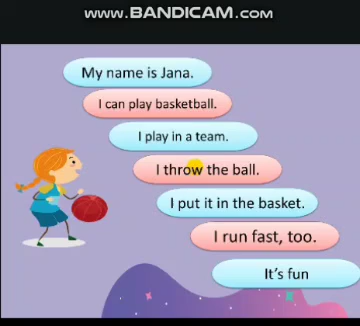 www.BANDICAM.com
My name is Jana.
I can play basketball.
I play in a team.
I throw the ball.
I put it in the basket.
I run fast, too.
It's fun